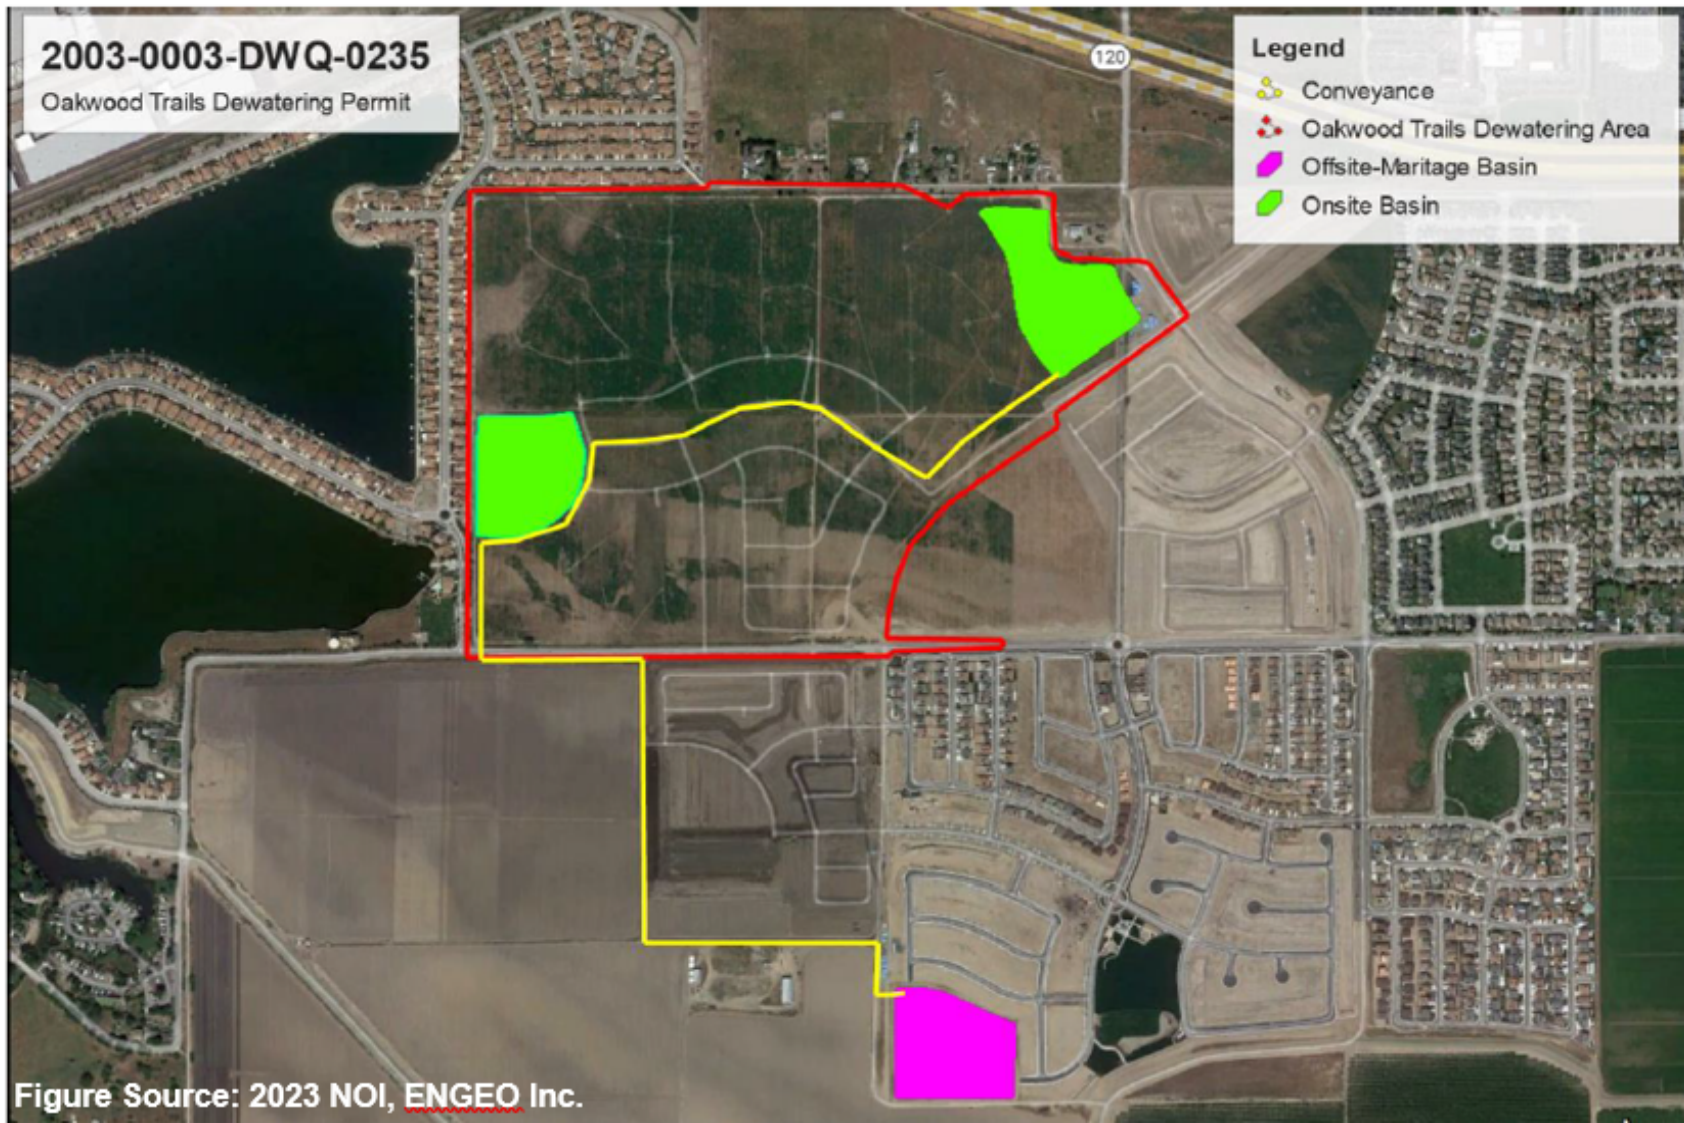 2003-0003-DWQ-0235
Oakwood Trails Dewatering Permit
120
Legend
Conveyance
Oakwood Trails Dewatering Area
Offsite-Maritage Basin
Onsite Basin
Figure Source: 2023 NOI, ENGEO Inc.